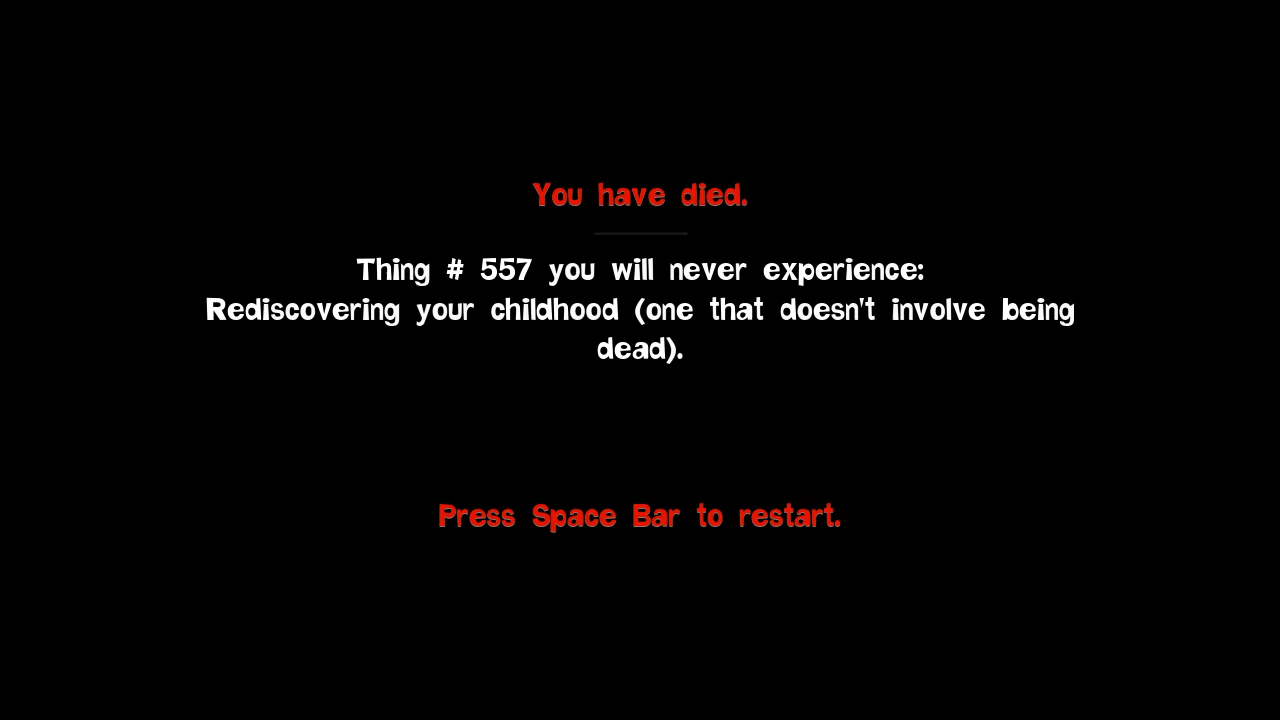 You have died.
Thing # 557 you will never experience:
Rediscovering your childhood (one that doesn't involve being
dead).
Press Space Bar to restart.